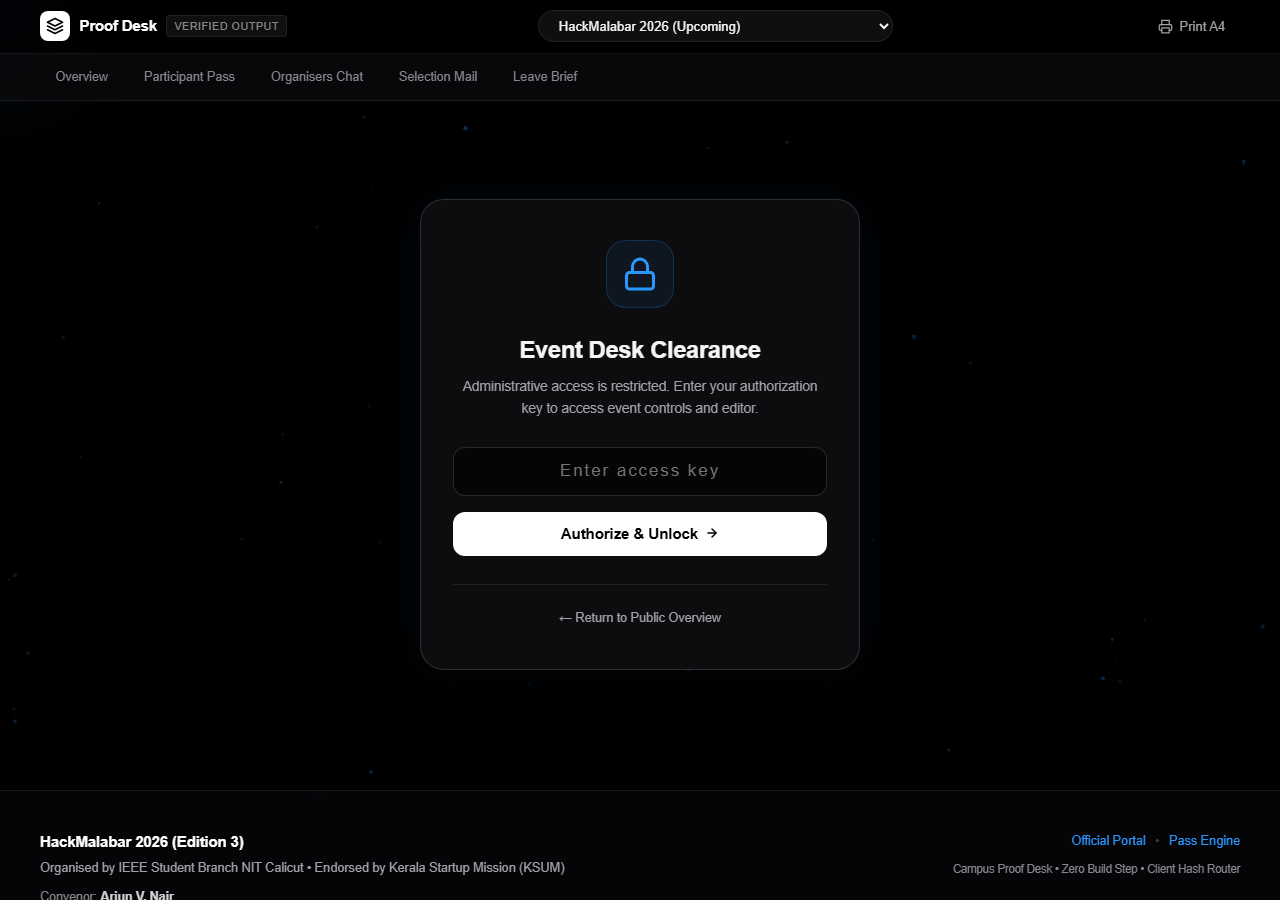 Proof Desk VERIFIED OUTPUT HackMalabar 2026 (Upcoming) Print A4
Overview Participant Pass Organisers Chat Selection Mail Leave Brief
Event Desk Clearance
Administrative access is restricted. Enter your authorization
key to access event controls and editor.
Enter access key
Authorize & Unlock →
← Return to Public Overview
HackMalabar 2026 (Edition 3)
Organised by IEEE Student Branch NIT Calicut • Endorsed by Kerala Startup Mission (KSUM)
Convenor: Arjun V. Nair
Official Portal • Pass Engine
Campus Proof Desk • Zero Build Step • Client Hash Router